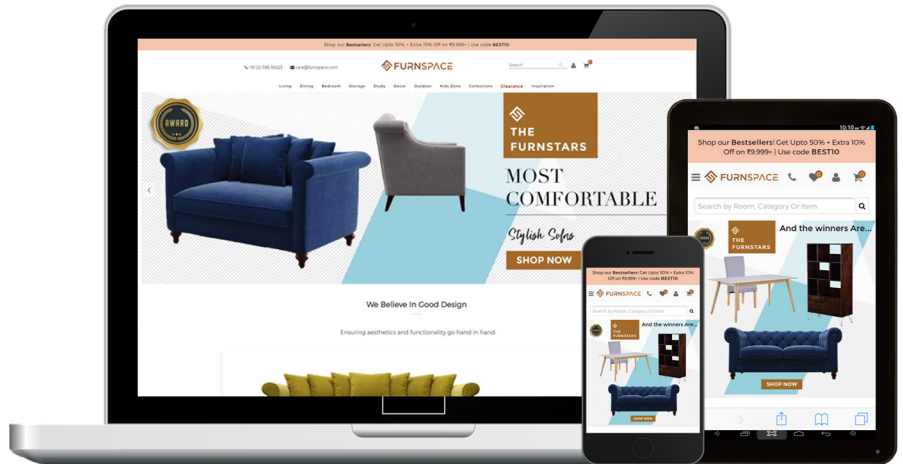 Shop our Bestsellers! Get Upto 50% + Extra 10% Off on ₹9,999+ | Use code BEST10
care@furnspace.com
FURNSPACE
Search
Living Dining Bedroom Storage Study Decor Outdoor Kids Zone Collections Clearance Inspiration
AWARD
THE
FURNSTARS
MOST
COMFORTABLE
Stylish Sofas
SHOP NOW
We Believe In Good Design
Ensuring aesthetics and functionality go hand in hand.
10:10
Shop our Bestsellers! Get Upto 50% + Extra 10%
Off on ₹9,999+ | Use code BEST10
FURNSPACE
Search by Room, Category Or Item
THE
FURNSTARS
And the winners Are...
SHOP NOW
Shop our Bestsellers! Get Upto 50% + Extra 10%
Off on ₹9,999+ | Use code BEST10
FURNSPACE
Search by Room, Category Or Item
THE
FURNSTARS
And the winners Are...
SHOP NOW